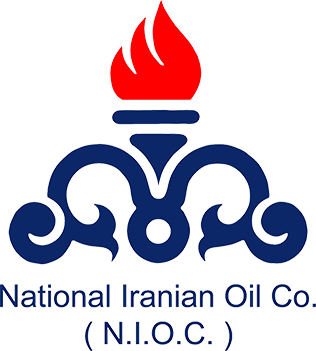 National Iranian Oil Co.
( N.I.O.C. )